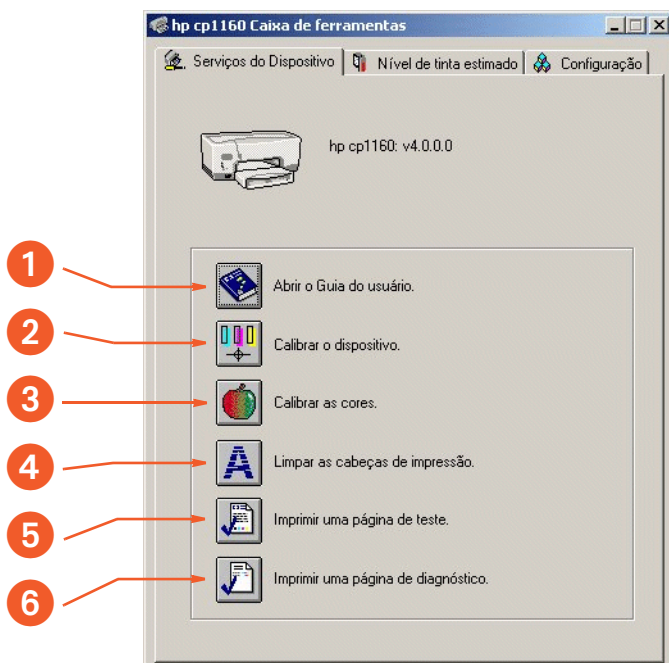 hp cp1160 Caixa de ferramentas
Serviços do Dispositivo
Nível de tinta estimado
Configuração
hp cp1160: v4.0.0.0
1
Abrir o Guia do usuário.
2
Calibrar o dispositivo.
3
Calibrar as cores.
4
Limpar as cabeças de impressão.
5
Imprimir uma página de teste.
6
Imprimir uma página de diagnóstico.